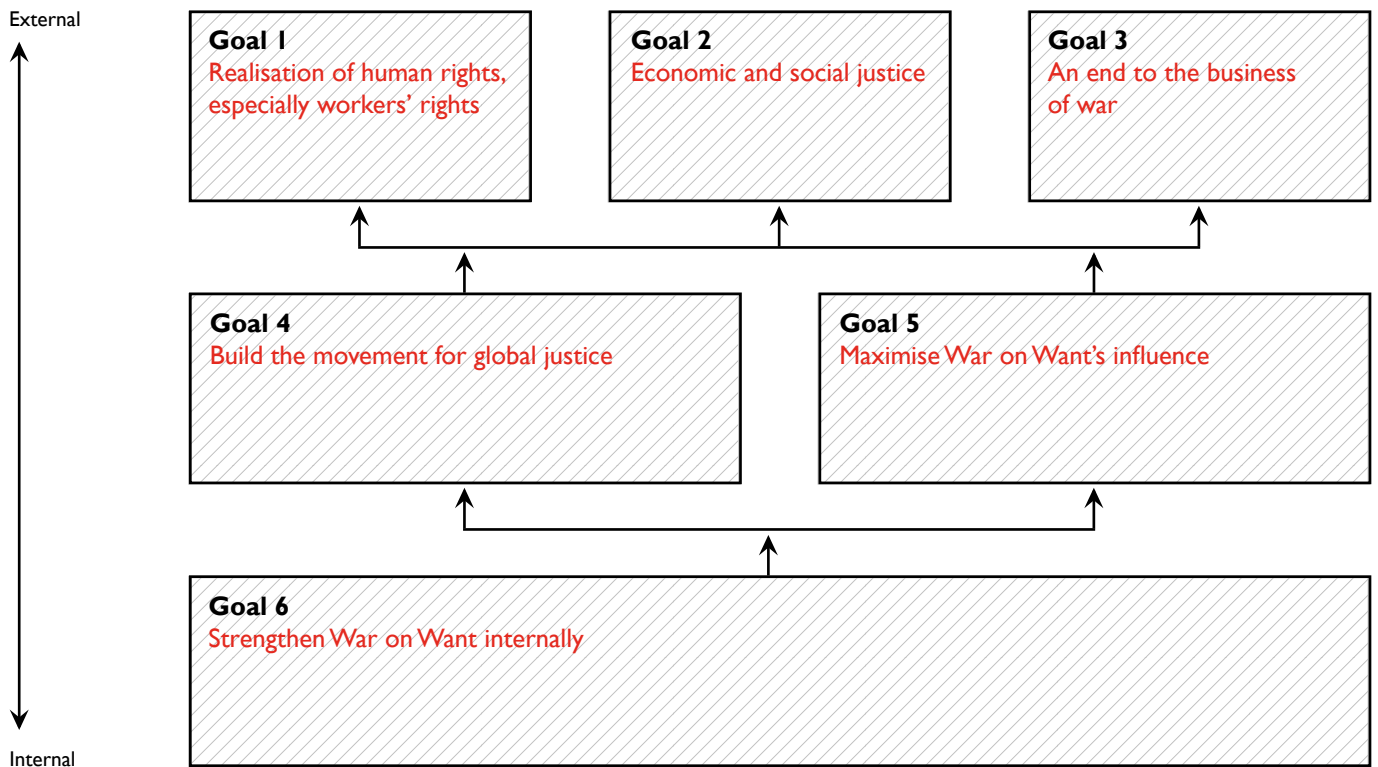 External
Goal 1
Realisation of human rights,
especially workers’ rights
Goal 2
Economic and social justice
Goal 3
An end to the business
of war
Goal 4
Build the movement for global justice
Goal 5
Maximise War on Want’s influence
Goal 6
Strengthen War on Want internally
Internal